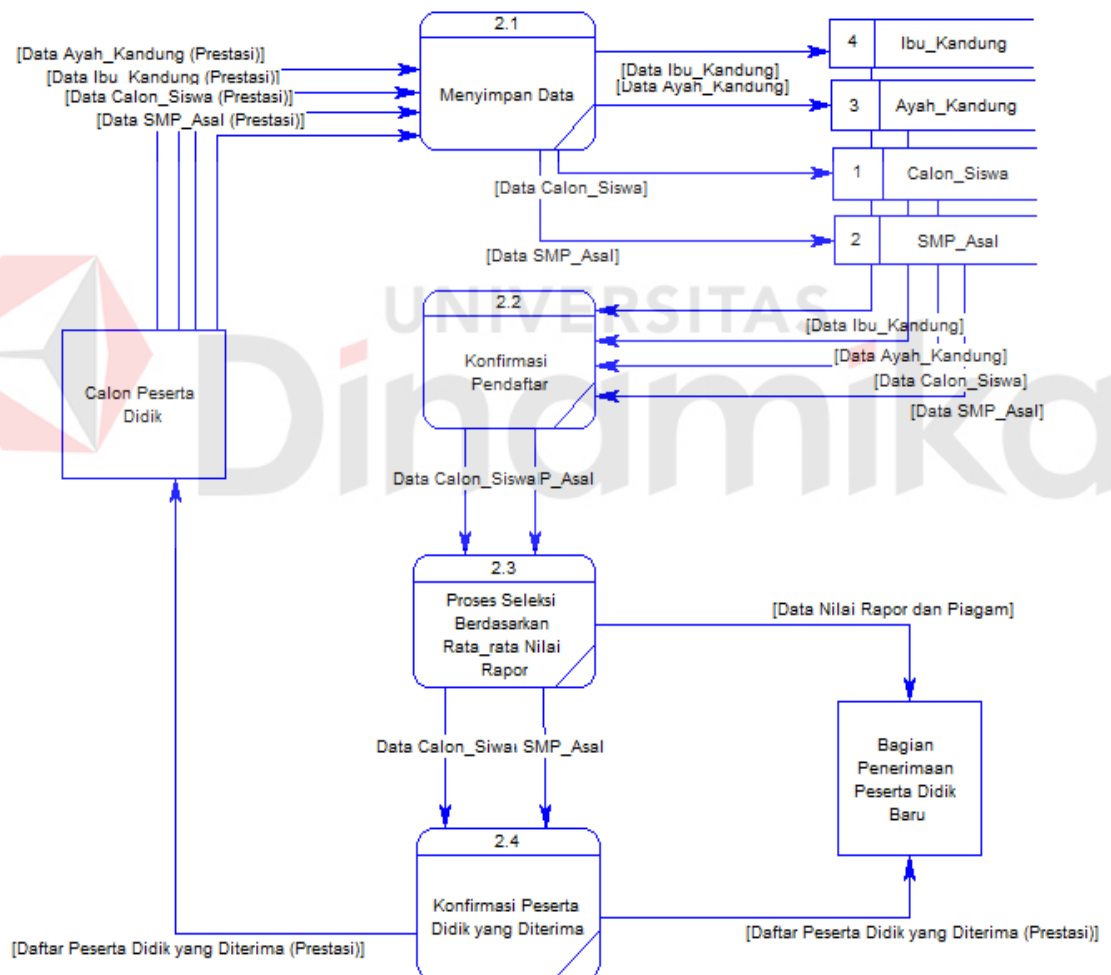 2.1
Menyimpan Data
[Data Ayah_Kandung (Prestasi)]
[Data Ibu_Kandung (Prestasi)]
[Data Calon_Siswa (Prestasi)]
[Data SMP_Asal (Prestasi)]
4 Ibu_Kandung
[Data Ibu_Kandung]
[Data Ayah_Kandung]
3 Ayah_Kandung
1 Calon_Siswa
[Data Calon_Siswa]
2 SMP_Asal
[Data SMP_Asal]
UNIVERSITAS
Dinamika
2.2
Konfirmasi
Pendaftar
[Data Ibu_Kandung]
[Data Ayah_Kandung]
[Data Calon_Siswa]
[Data SMP_Asal]
Calon Peserta
Didik
Data Calon_Siswa
P_Asal
2.3
Proses Seleksi
Berdasarkan
Rata_rata Nilai
Rapor
[Data Nilai Rapor dan Piagam]
Data Calon_Siwa
SMP_Asal
Bagian
Penerimaan
Peserta Didik
Baru
2.4
Konfirmasi Peserta
Didik yang Diterima
[Daftar Peserta Didik yang Diterima (Prestasi)]
[Daftar Peserta Didik yang Diterima (Prestasi)]